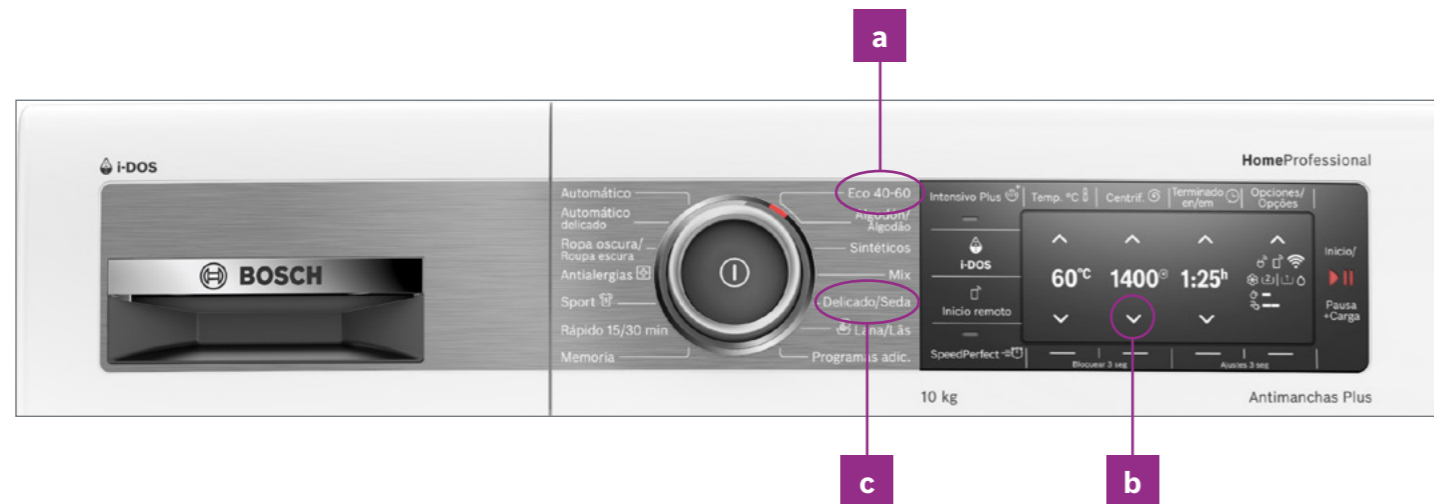 a
HomeProfessional
i-DOS
Automático
Automático
delicado
Ropa oscura/
Roupa escura
Antialergias
Sport
Rápido 15/30 min
Memoria
BOSCH
Eco 40-60
Algodón/
Algodão
Sintéticos
Mix
Delicado/Seda
Lana/Lãs
Programas adic.
Intensivo Plus
i-DOS
Inicio remoto
SpeedPerfect
Temp. °C
Centrif.
Terminado
en/em
Opciones/
Opções
60°C
1400
1:25h
Bloquear 3 seg
Ajustes 3 seg
Inicio/
Pausa
+Carga
10 kg
Antimanchas Plus
c
b